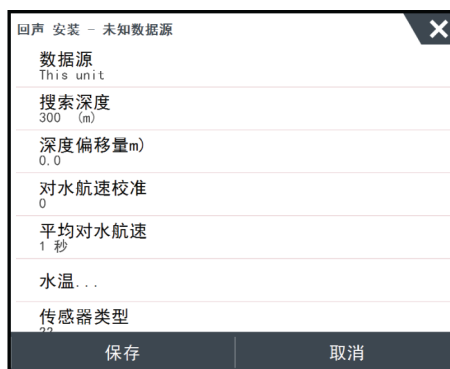 回声 安装 - 未知数据源
数据源
This unit
搜索深度
300 (m)
深度偏移量m)
0.0
对水航速校准
0
平均对水航速
1 秒
水温...
传感器类型
保存
取消